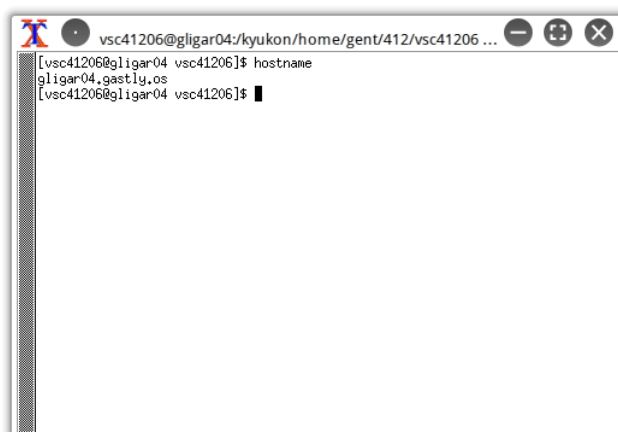 vsc41206@gligar04:/kyukon/home/gent/412/vsc41206 ...
[vsc41206@gligar04 vsc41206]$ hostname
gligar04.gastly.os
[vsc41206@gligar04 vsc41206]$